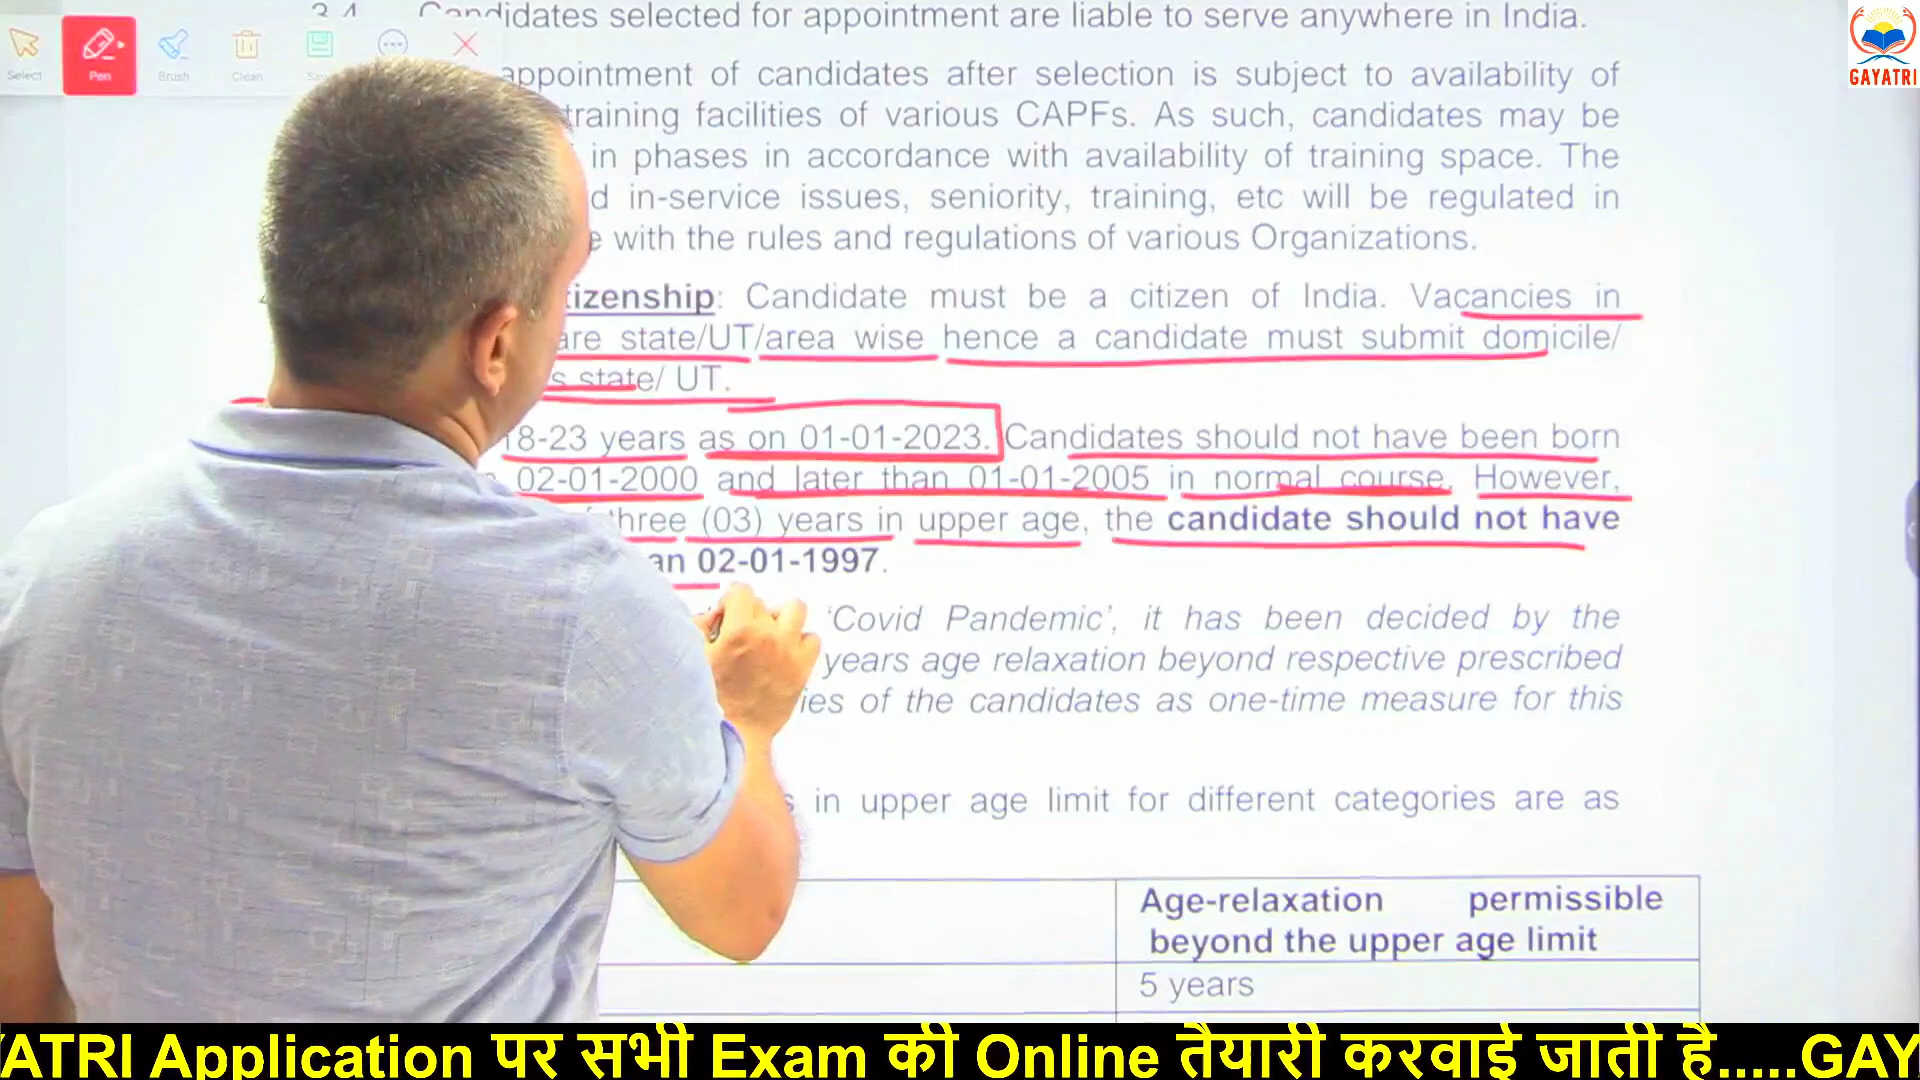 3.4 Candidates selected for appointment are liable to serve anywhere in India.
Select Pen Brush Clean
GAYATRI
appointment of candidates after selection is subject to availability of
training facilities of various CAPFs. As such, candidates may be
in phases in accordance with availability of training space. The
d in-service issues, seniority, training, etc will be regulated in
e with the rules and regulations of various Organizations.
tizenship: Candidate must be a citizen of India. Vacancies in
are state/UT/area wise hence a candidate must submit domicile/
s state/ UT.
18-23 years as on 01-01-2023. Candidates should not have been born
02-01-2000 and later than 01-01-2005 in normal course. However,
three (03) years in upper age, the candidate should not have
an 02-01-1997.
‘Covid Pandemic’, it has been decided by the
years age relaxation beyond respective prescribed
ies of the candidates as one-time measure for this
s in upper age limit for different categories are as
Age-relaxation permissible
beyond the upper age limit
5 years
YATRI Application पर सभी Exam की Online तैयारी करवाई जाती है.....GAY